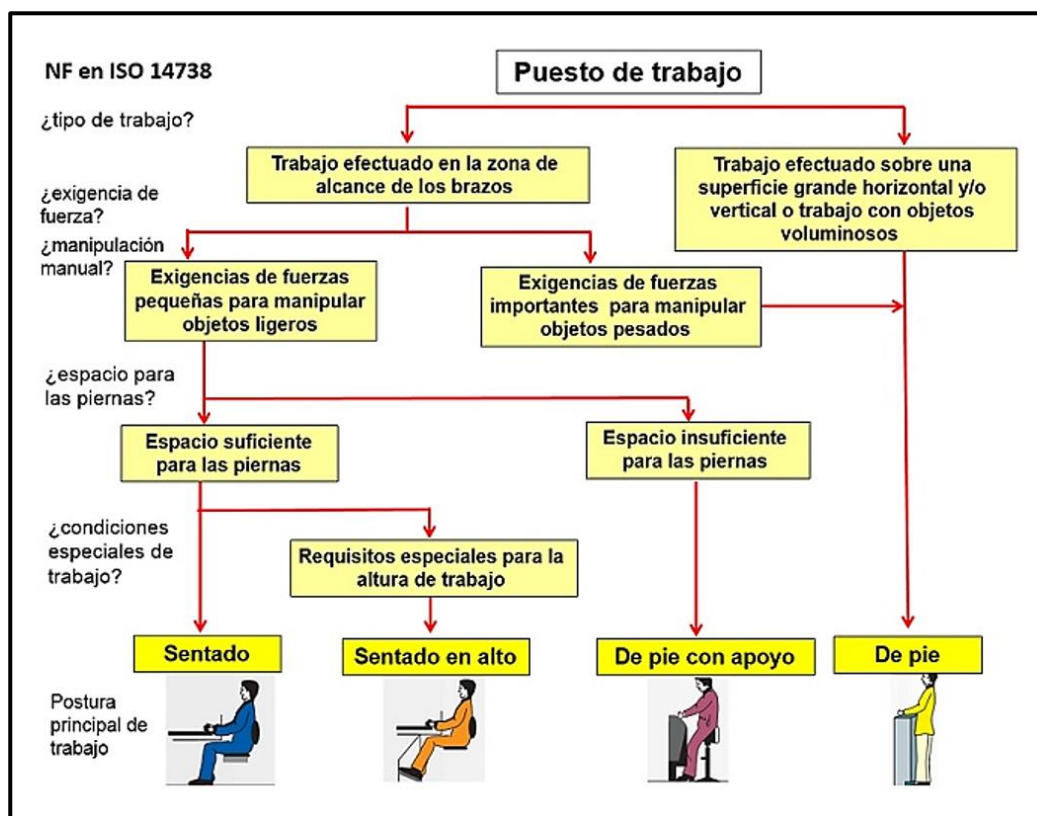 NF en ISO 14738
Puesto de trabajo
¿tipo de trabajo?
Trabajo efectuado en la zona de
alcance de los brazos
Trabajo efectuado sobre una
superficie grande horizontal y/o
vertical o trabajo con objetos
voluminosos
¿exigencia de
fuerza?
¿manipulación
manual?
Exigencias de fuerzas
pequeñas para manipular
objetos ligeros
Exigencias de fuerzas
importantes para manipular
objetos pesados
¿espacio para
las piernas?
Espacio suficiente
para las piernas
Espacio insuficiente
para las piernas
¿condiciones
especiales de
trabajo?
Requisitos especiales para la
altura de trabajo
Sentado
Sentado en alto
De pie con apoyo
De pie
Postura
principal de
trabajo